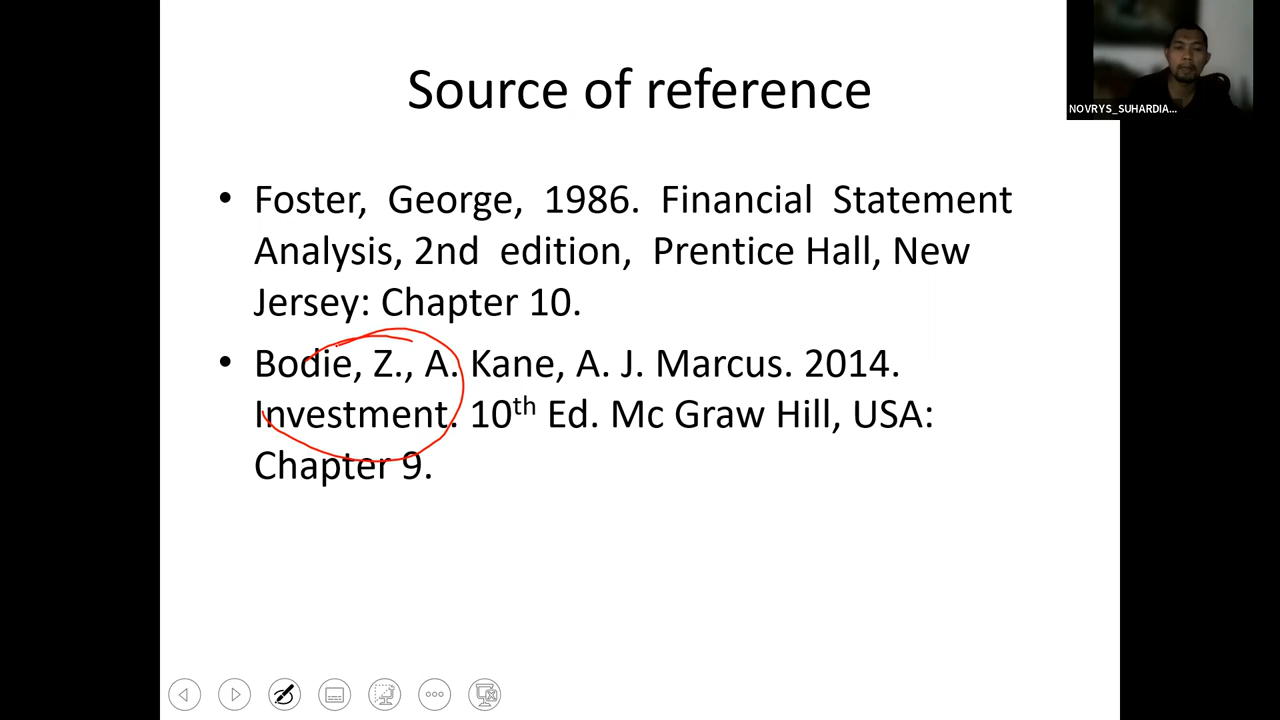 Source of reference
NOVRYS_SUHARDIA...
• Foster, George, 1986. Financial Statement
Analysis, 2nd edition, Prentice Hall, New
Jersey: Chapter 10.
• Bodie, Z., A. Kane, A. J. Marcus. 2014.
Investment. 10th Ed. Mc Graw Hill, USA:
Chapter 9.